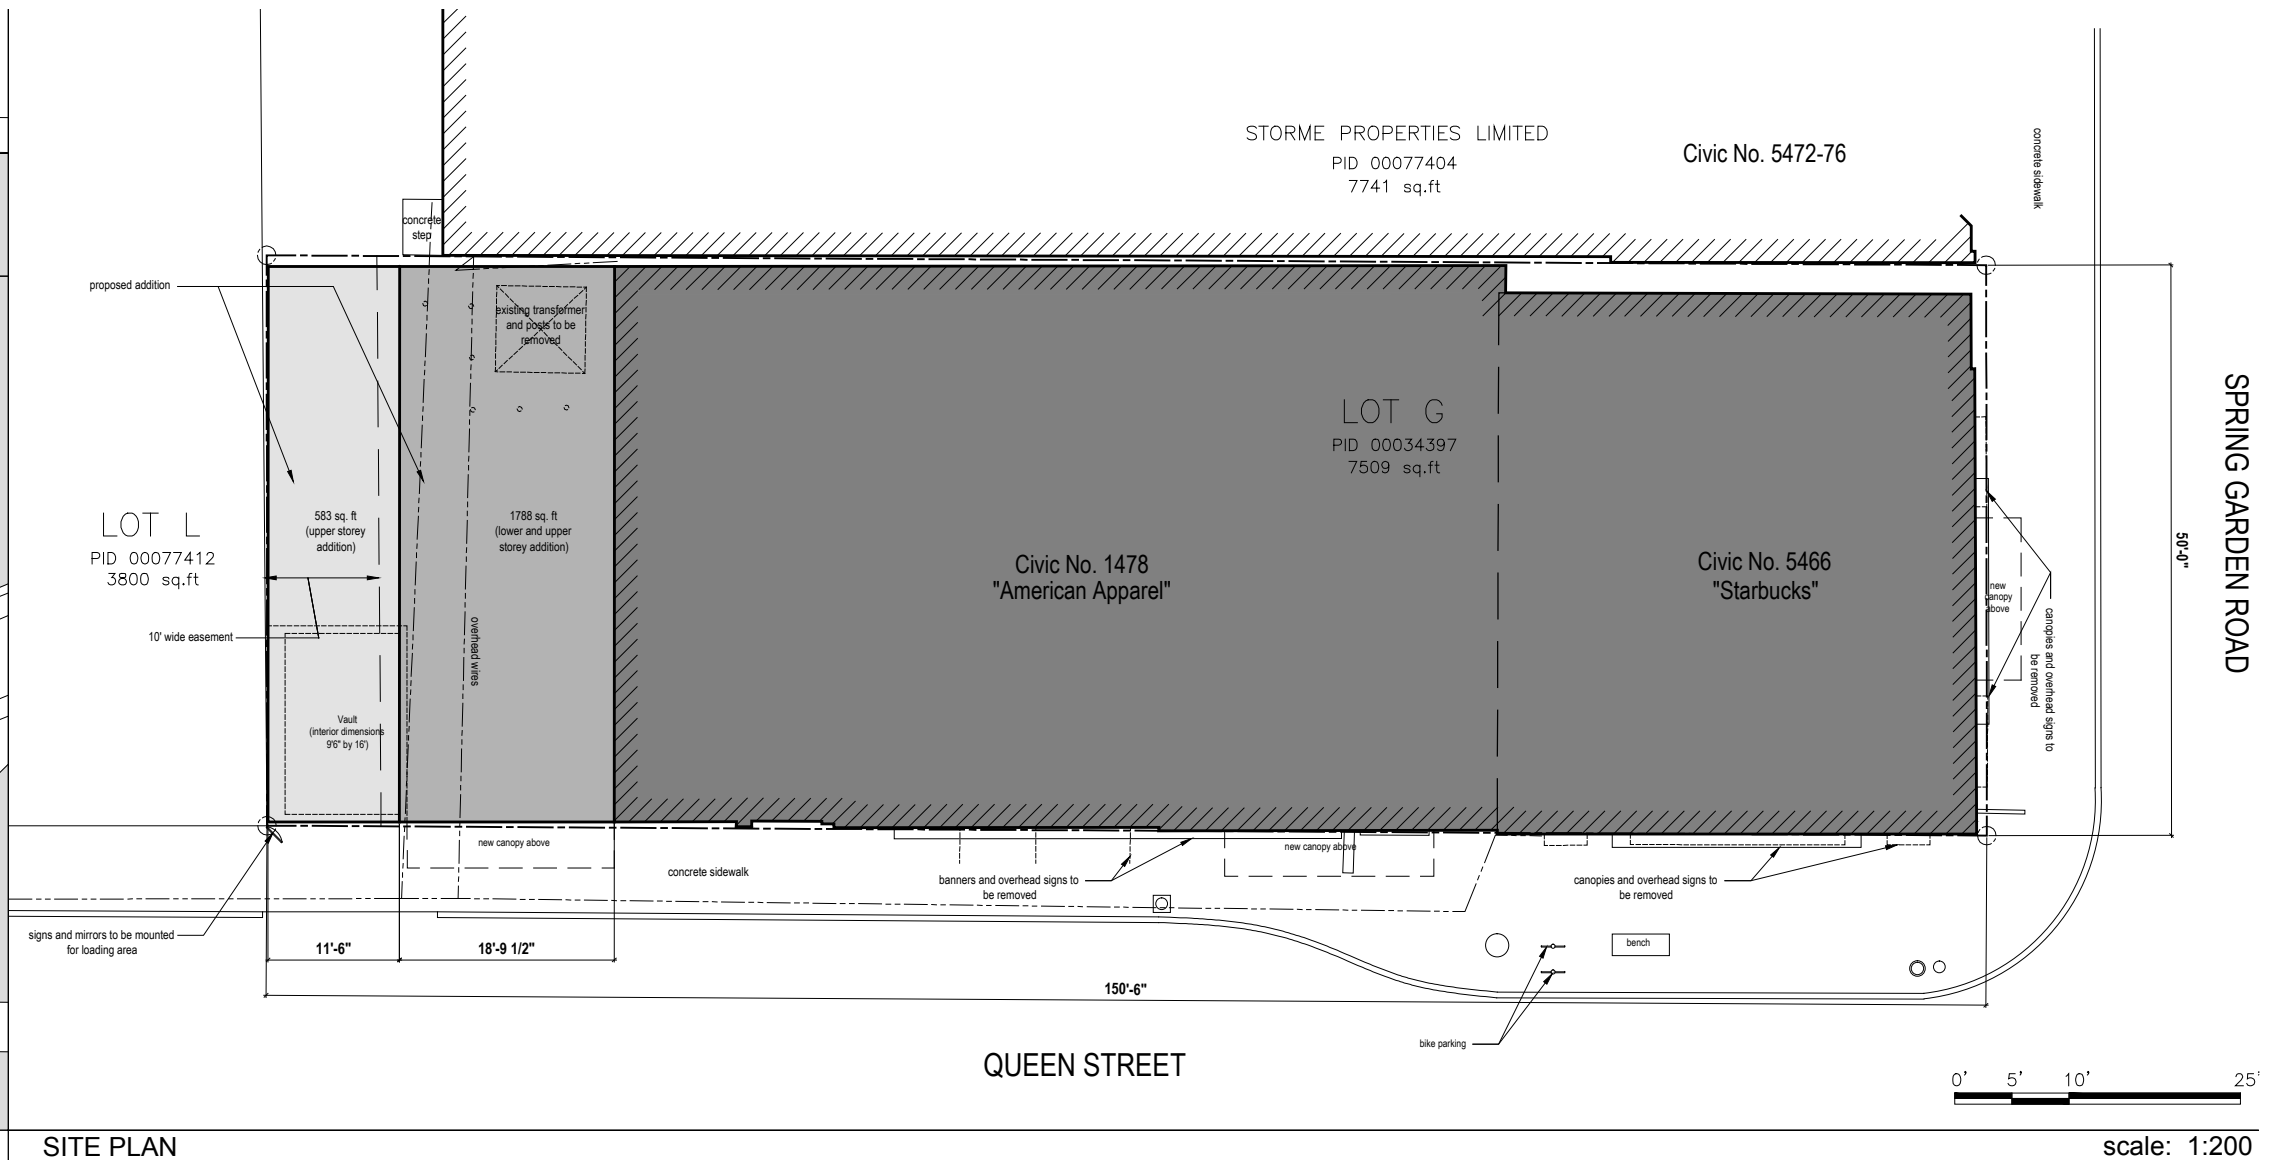 STORME PROPERTIES LIMITED
PID 00077404
7741 sq.ft
Civic No. 5472-76
concrete sidewalk
concrete
step
proposed addition
existing transformer
and posts to be
removed
LOT G
PID 00034397
7509 sq.ft
SPRING GARDEN ROAD
50'-0"
LOT L
PID 00077412
3800 sq.ft
583 sq. ft
(upper storey
addition)
1788 sq. ft
(lower and upper
storey addition)
Civic No. 1478
"American Apparel"
Civic No. 5466
"Starbucks"
new
canopy
above
canopies and overhead signs to
be removed
10' wide easement
overhead wires
Vault
(interior dimensions
9'6" by 16')
new canopy above
concrete sidewalk
new canopy above
banners and overhead signs to
be removed
canopies and overhead signs to
be removed
signs and mirrors to be mounted
for loading area
11'-6"
18'-9 1/2"
bench
150'-6"
bike parking
QUEEN STREET
0' 5' 10' 25'
SITE PLAN
scale: 1:200